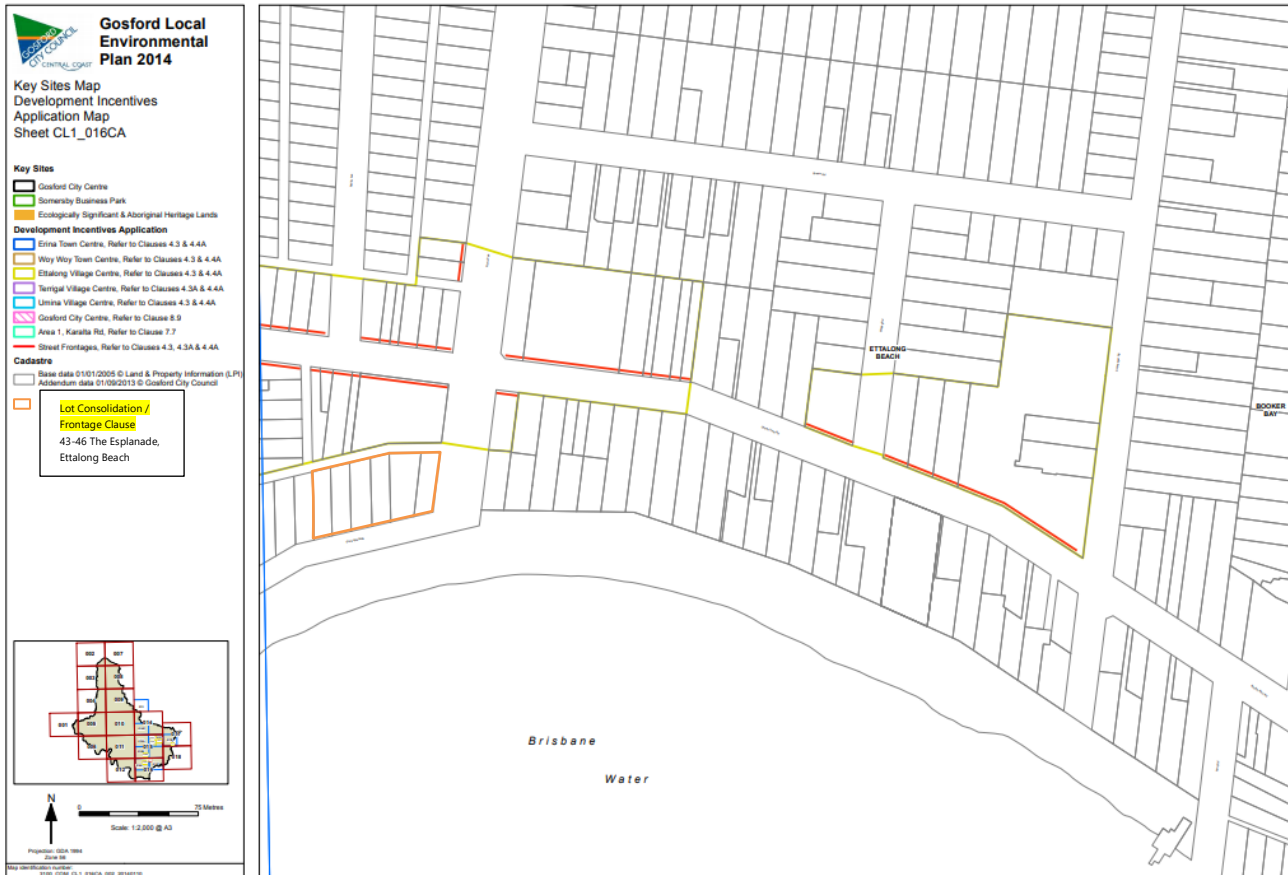 GOSFORD
CITY COUNCIL
CENTRAL COAST
Gosford Local
Environmental
Plan 2014
Key Sites Map
Development Incentives
Application Map
Sheet CL1_016CA
Key Sites
Gosford City Centre
Somersby Business Park
Ecologically Significant & Aboriginal Heritage Lands
Development Incentives Application
Erina Town Centre, Refer to Clauses 4.3 & 4.4A
Woy Woy Town Centre, Refer to Clauses 4.3 & 4.4A
Ettalong Village Centre, Refer to Clauses 4.3 & 4.4A
Terrigal Village Centre, Refer to Clauses 4.3A & 4.4A
Umina Village Centre, Refer to Clauses 4.3 & 4.4A
Gosford City Centre, Refer to Clause 8.9
Area 1, Karalta Rd, Refer to Clause 7.7
Street Frontages, Refer to Clauses 4.3, 4.3A & 4.4A
Cadastre
Base data 01/01/2005 © Land & Property Information (LPI)
Addendum data 01/09/2013 © Gosford City Council
Lot Consolidation /
Frontage Clause
43-46 The Esplanade,
Ettalong Beach
ETTALONG
BEACH
BOOKER
BAY
Brisbane
Water
002 007
001
011
N
0 75 Metres
Scale: 1:2,000 @ A3
Projection: GDA 1994
Zone 56
Map identification number: